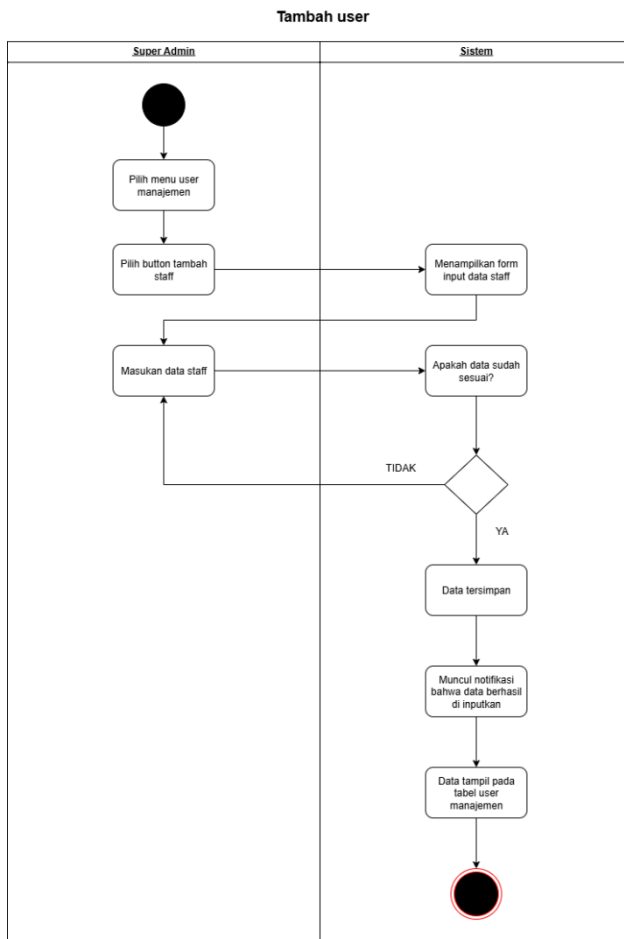 Tambah user
Super Admin
Sistem
Pilih menu user
manajemen
Pilih button tambah
staff
Menampilkan form
input data staff
Masukan data staff
Apakah data sudah
sesuai?
TIDAK
YA
Data tersimpan
Muncul notifikasi
bahwa data berhasil
di inputkan
Data tampil pada
tabel user
manajemen